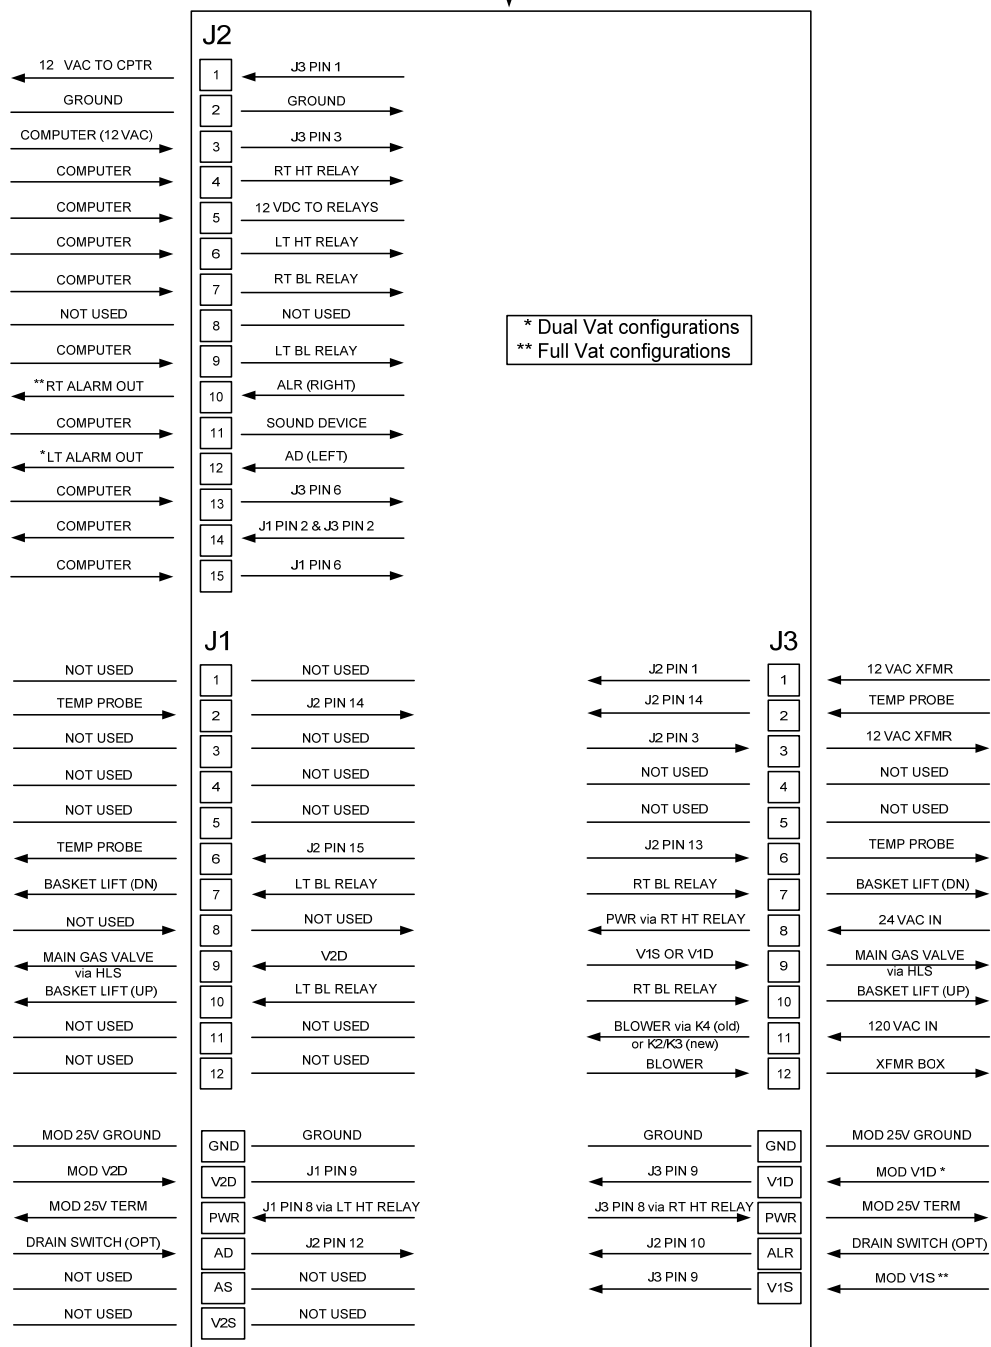 J2
12 VAC TO CPTR 1 J3 PIN 1
GROUND 2 GROUND
COMPUTER (12 VAC) 3 J3 PIN 3
COMPUTER 4 RT HT RELAY
COMPUTER 5 12 VDC TO RELAYS
COMPUTER 6 LT HT RELAY
COMPUTER 7 RT BL RELAY
NOT USED 8 NOT USED
COMPUTER 9 LT BL RELAY
**RT ALARM OUT 10 ALR (RIGHT)
COMPUTER 11 SOUND DEVICE
*LT ALARM OUT 12 AD (LEFT)
COMPUTER 13 J3 PIN 6
COMPUTER 14 J1 PIN 2 & J3 PIN 2
COMPUTER 15 J1 PIN 6
* Dual Vat configurations
** Full Vat configurations
J1
NOT USED 1 NOT USED
TEMP PROBE 2 J2 PIN 14
NOT USED 3 NOT USED
NOT USED 4 NOT USED
NOT USED 5 NOT USED
TEMP PROBE 6 J2 PIN 15
BASKET LIFT (DN) 7 LT BL RELAY
NOT USED 8 NOT USED
MAIN GAS VALVE 9 V2D
via HLS
BASKET LIFT (UP) 10 LT BL RELAY
NOT USED 11 NOT USED
NOT USED 12 NOT USED
MOD 25V GROUND GND GROUND
MOD V2D V2D J1 PIN 9
MOD 25V TERM PWR J1 PIN 8 via LT HT RELAY
DRAIN SWITCH (OPT) AD J2 PIN 12
NOT USED AS NOT USED
NOT USED V2S NOT USED
J3
J2 PIN 1 1 12 VAC XFMR
J2 PIN 14 2 TEMP PROBE
J2 PIN 3 3 12 VAC XFMR
NOT USED 4 NOT USED
NOT USED 5 NOT USED
J2 PIN 13 6 TEMP PROBE
RT BL RELAY 7 BASKET LIFT (DN)
PWR via RT HT RELAY 8 24 VAC IN
V1S OR V1D 9 MAIN GAS VALVE
via HLS
RT BL RELAY 10 BASKET LIFT (UP)
BLOWER via K4 (old) 11 120 VAC IN
or K2/K3 (new)
BLOWER 12 XFMR BOX
GROUND GND MOD 25V GROUND
J3 PIN 9 V1D MOD V1D *
J3 PIN 8 via RT HT RELAY PWR MOD 25V TERM
J2 PIN 10 ALR DRAIN SWITCH (OPT)
J3 PIN 9 V1S MOD V1S **